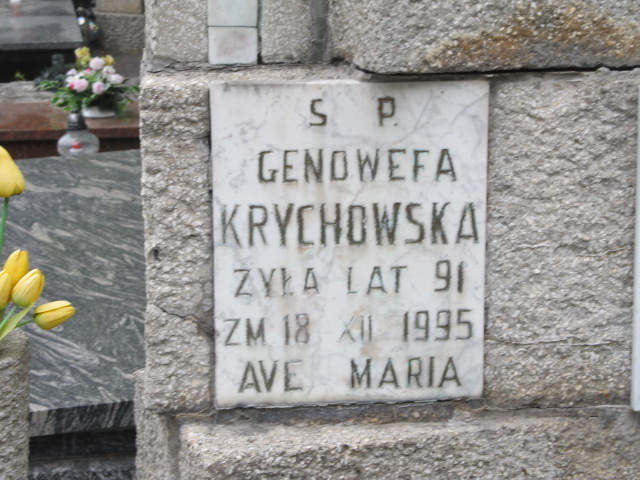 S P.
GENOWEFA
KRYCHOWSKA
ŻYŁA LAT 91
ZM. 18 XII 1995
AVE MARIA